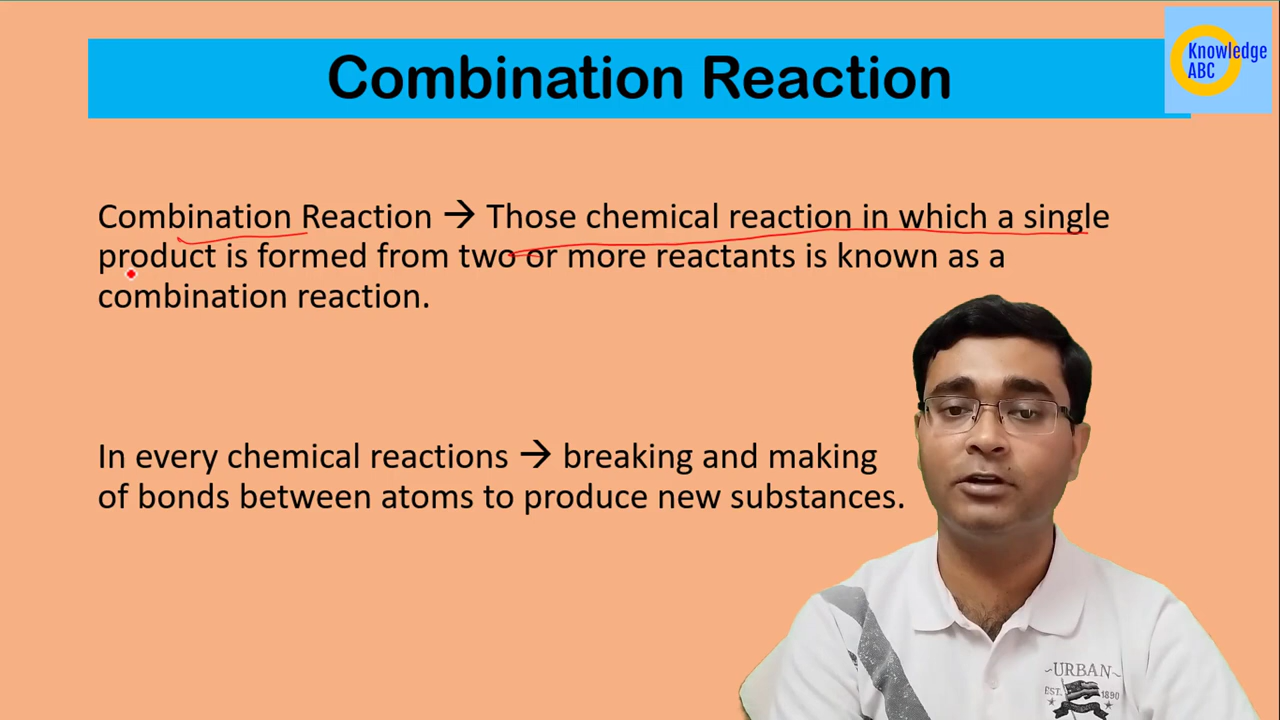 Combination Reaction
Knowledge
ABC
Combination Reaction → Those chemical reaction in which a single
product is formed from two or more reactants is known as a
combination reaction.
In every chemical reactions → breaking and making
of bonds between atoms to produce new substances.
~URBAN~
EST. 1890